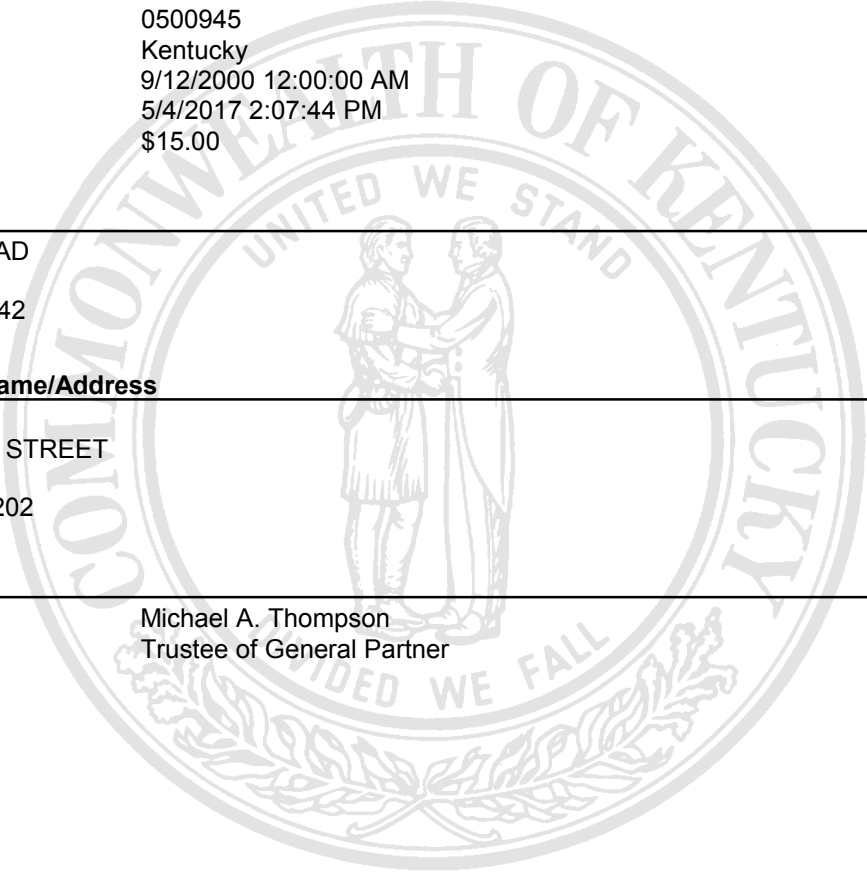 0500945
Kentucky
9/12/2000 12:00:00 AM
5/4/2017 2:07:44 PM
$15.00
COMMONWEALTH OF KENTUCKY
UNITED WE STAND
AD
42
ame/Address
STREET
202
Michael A. Thompson
Trustee of General Partner
DIVIDED WE FALL